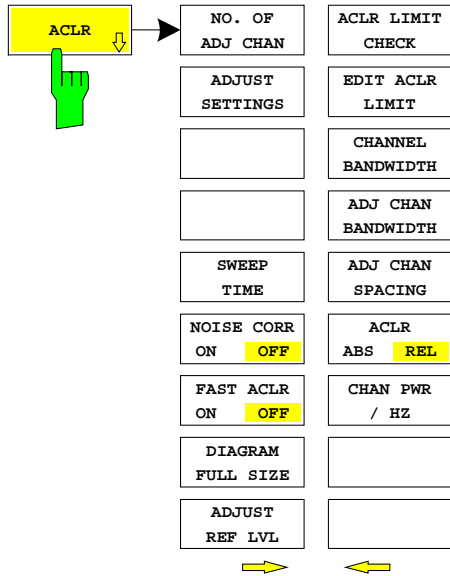 ACLR
NO. OF
ADJ CHAN
ADJUST
SETTINGS
SWEEP
TIME
NOISE CORR
ON OFF
FAST ACLR
ON OFF
DIAGRAM
FULL SIZE
ADJUST
REF LVL
ACLR LIMIT
CHECK
EDIT ACLR
LIMIT
CHANNEL
BANDWIDTH
ADJ CHAN
BANDWIDTH
ADJ CHAN
SPACING
ACLR
ABS REL
CHAN PWR
/ HZ